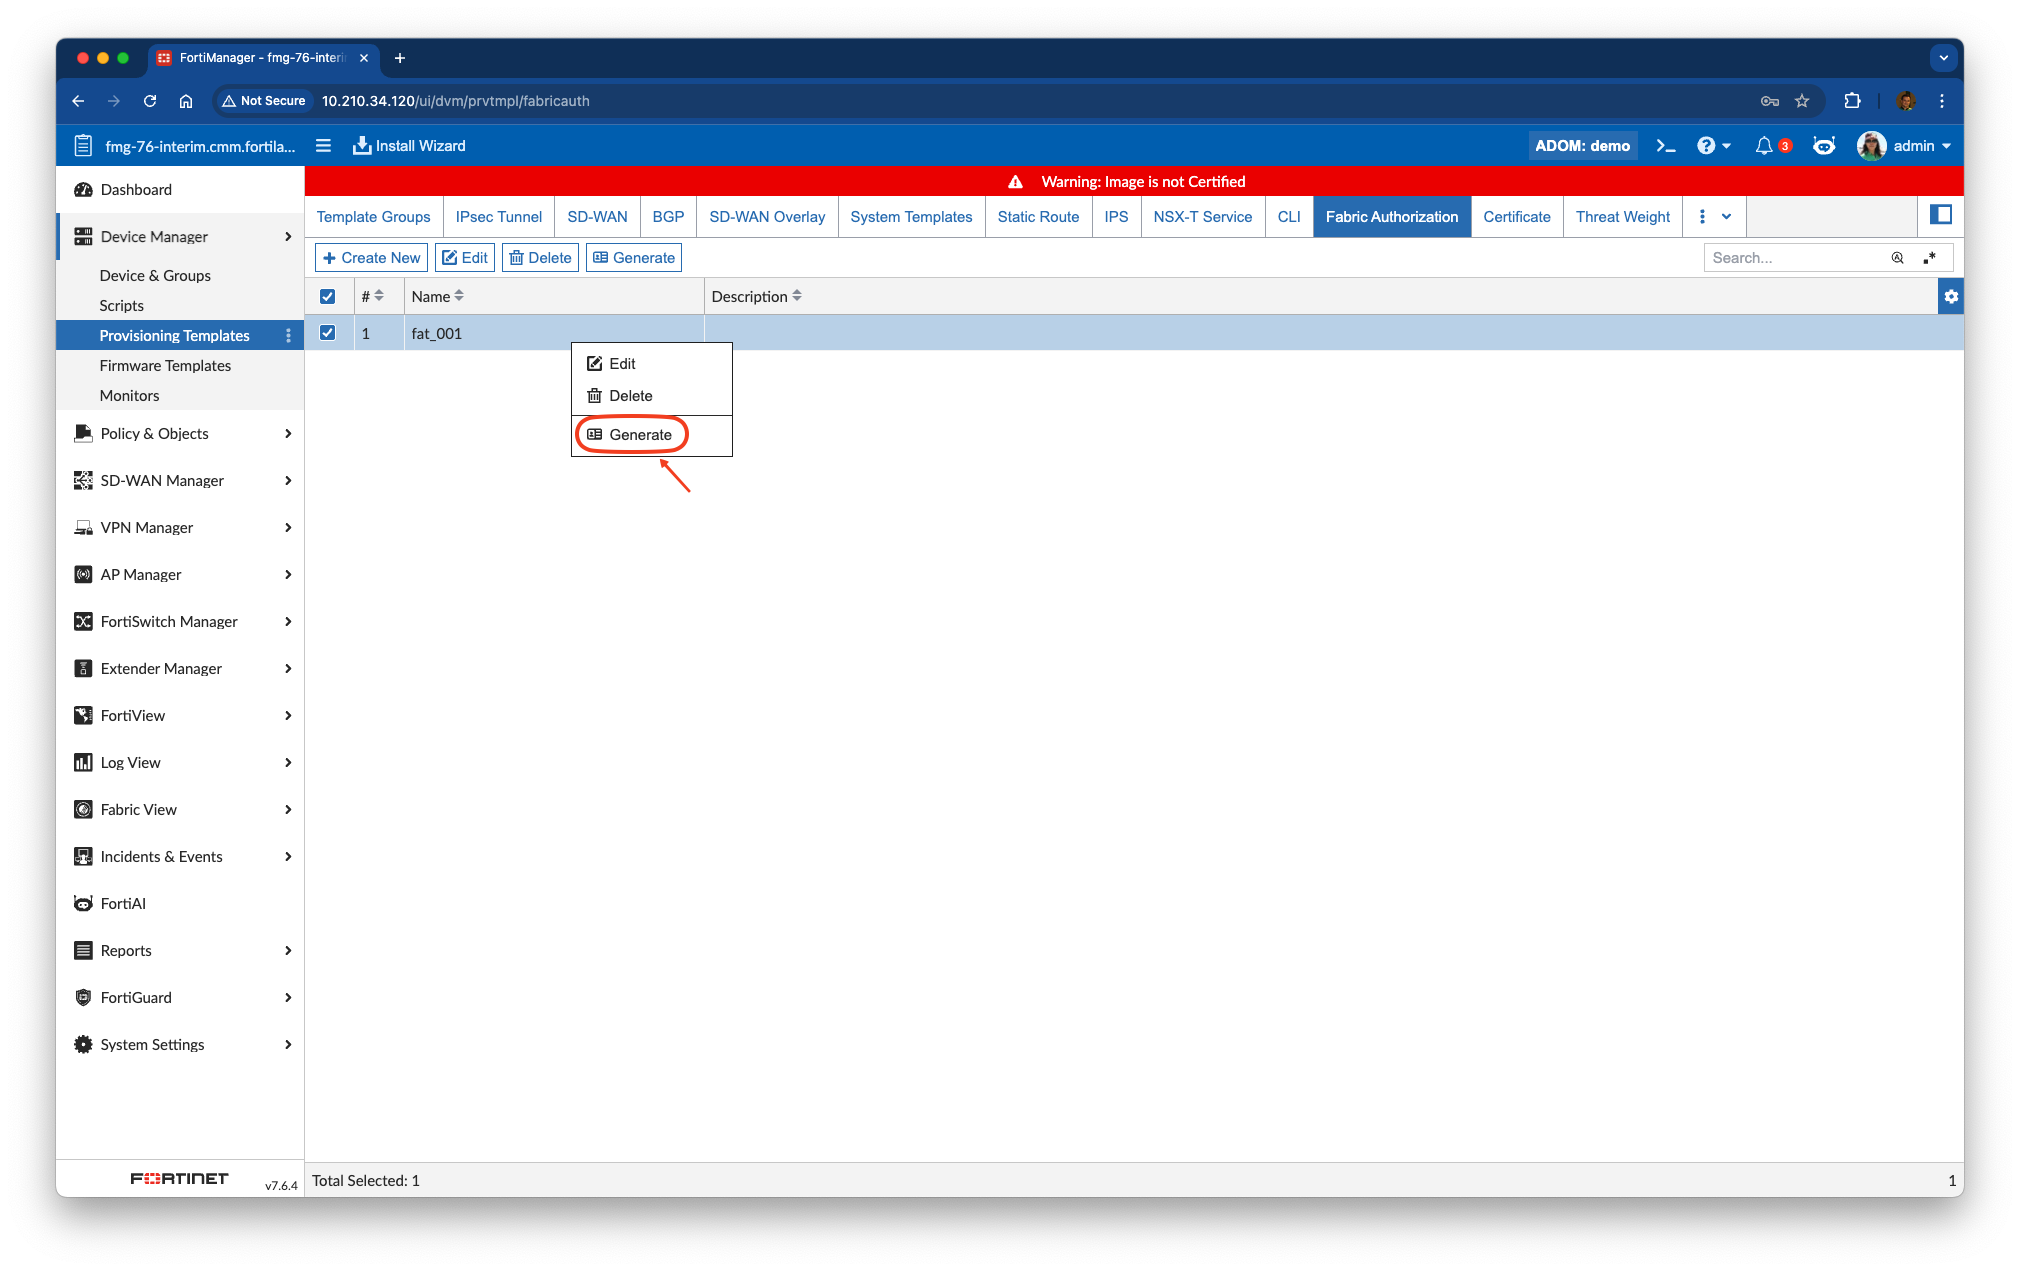 FortiManager - fmg-76-interi
Not Secure 10.210.34.120/ui/dvm/prvtmpl/fabricauth
fmg-76-interim.cmm.fortila... Install Wizard ADOM: demo 3 admin
Warning: Image is not Certified
Dashboard
Device Manager
Device & Groups
Scripts
Provisioning Templates
Firmware Templates
Monitors
Policy & Objects
SD-WAN Manager
VPN Manager
AP Manager
FortiSwitch Manager
Extender Manager
FortiView
Log View
Fabric View
Incidents & Events
FortiAI
Reports
FortiGuard
System Settings
FORTINET v7.6.4
Template Groups IPsec Tunnel SD-WAN BGP SD-WAN Overlay System Templates Static Route IPS NSX-T Service CLI Fabric Authorization Certificate Threat Weight
Create New Edit Delete Generate Search...
# Name Description
1 fat_001
Edit
Delete
Generate
Total Selected: 1 1